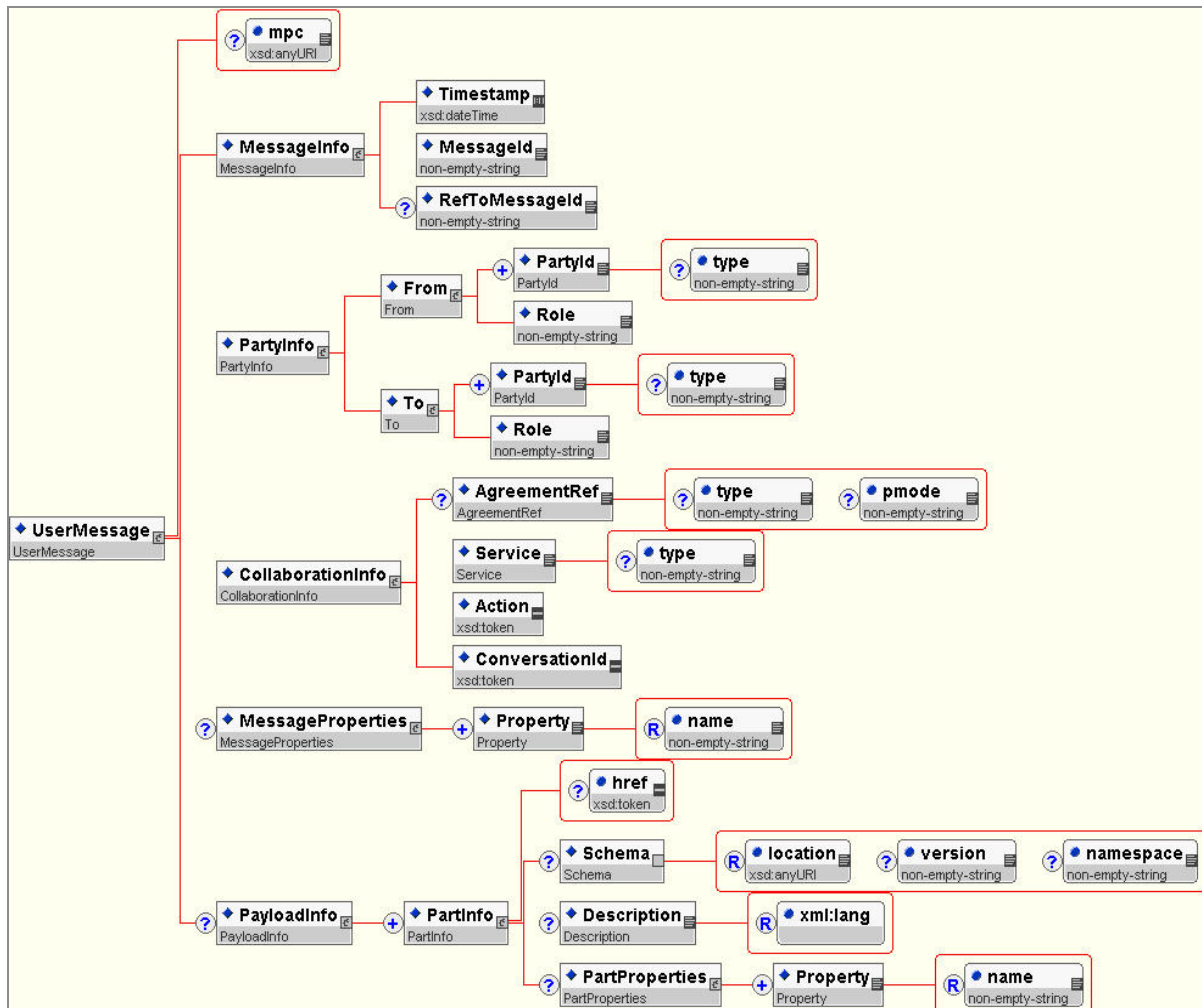 ? mpc
xsd:anyURI
Timestamp
xsd:dateTime
MessageInfo
MessageInfo
MessageId
non-empty-string
? RefToMessageId
non-empty-string
PartyInfo
PartyInfo
From
From
+ PartyId
PartyId
? type
non-empty-string
Role
non-empty-string
To
To
+ PartyId
PartyId
? type
non-empty-string
Role
non-empty-string
UserMessage
UserMessage
CollaborationInfo
CollaborationInfo
? AgreementRef
AgreementRef
? type
non-empty-string
? pmode
non-empty-string
Service
Service
? type
non-empty-string
Action
xsd:token
ConversationId
xsd:token
? MessageProperties
MessageProperties
+ Property
Property
R name
non-empty-string
? PayloadInfo
PayloadInfo
+ PartInfo
PartInfo
? href
xsd:token
? Schema
Schema
R location
xsd:anyURI
? version
non-empty-string
? namespace
non-empty-string
? Description
Description
R xml:lang
? PartProperties
PartProperties
+ Property
Property
R name
non-empty-string